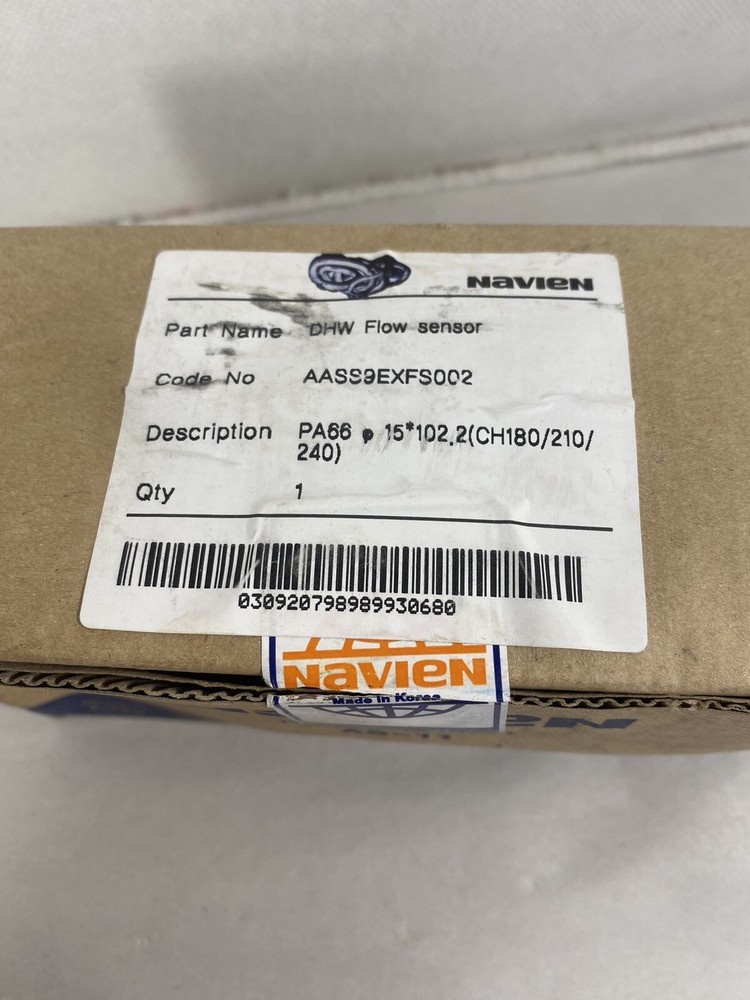 NAVIEN
Part Name DHW Flow sensor
Code No AASS9EXFS002
Description PA66 φ 15*102.2(CH180/210/
240)
Qty 1
030920798989930680
NAVIEN
Made in Korea